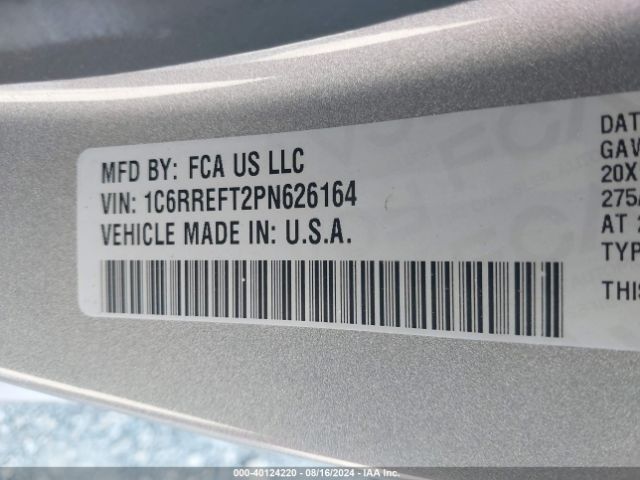 MFD BY: FCA US LLC
VIN: 1C6RREFT2PN626164
VEHICLE MADE IN: U.S.A.
DAT
GAV
20X
275/
AT 2
TYP
THIS
000-40124220 - 08/16/2024 - IAA Inc.